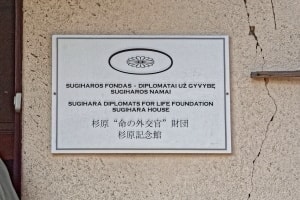 SUGIHAROS FONDAS - DIPLOMATAI UŽ GYVYBĘ
SUGIHAROS NAMAI
SUGIHARA DIPLOMATS FOR LIFE FOUNDATION
SUGIHARA HOUSE
杉原“命の外交官”財団
杉原記念館